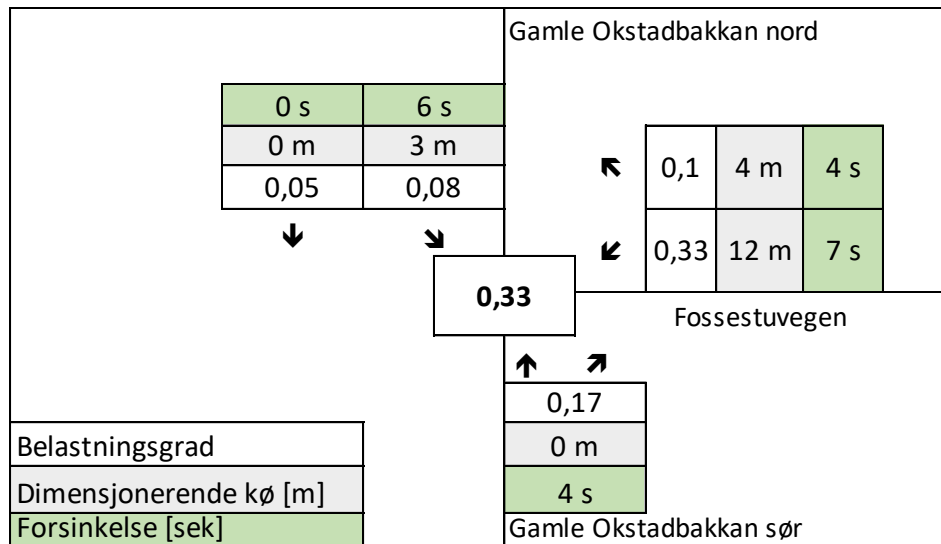 Gamle Okstadbakkan nord
0 s 6 s
0 m 3 m
0,05 0,08
0,1 4 m 4 s
0,33 12 m 7 s
0,33
Fossestuvegen
0,17
0 m
4 s
Gamle Okstadbakkan sør
Belastningsgrad
Dimensjonerende kø [m]
Forsinkelse [sek]